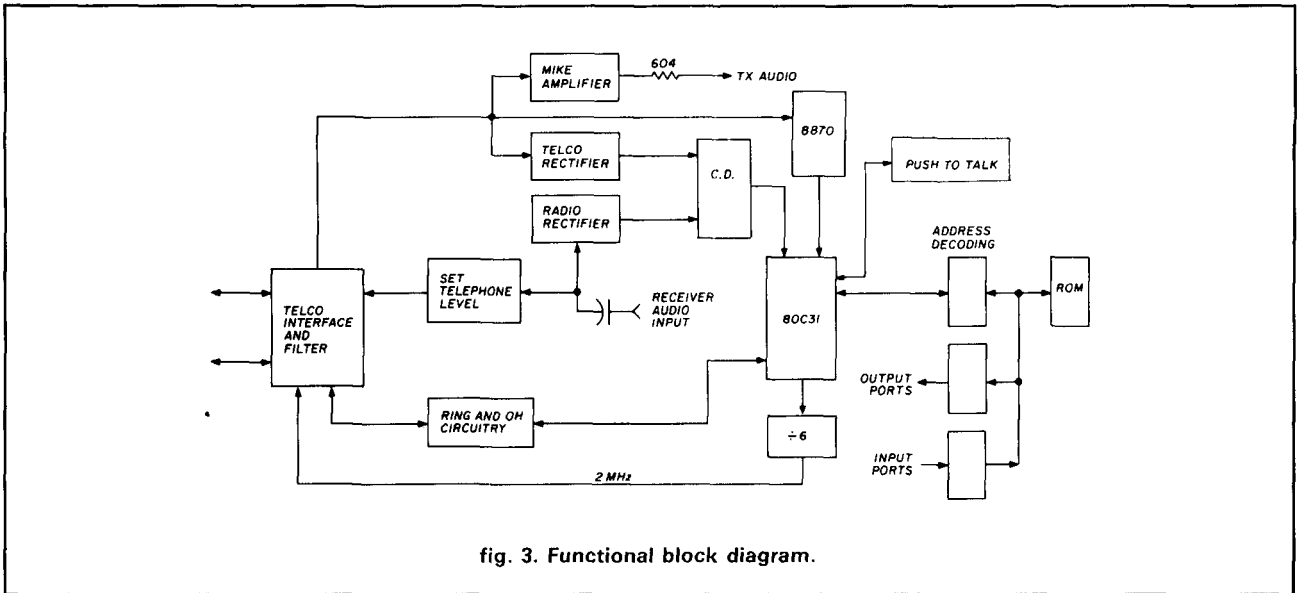 MIKE
AMPLIFIER
604
TX AUDIO
8870
TELCO
RECTIFIER
C.D.
PUSH TO TALK
RADIO
RECTIFIER
ADDRESS
DECODING
TELCO
INTERFACE
AND
FILTER
SET
TELEPHONE
LEVEL
RECEIVER
AUDIO
INPUT
80C31
ROM
OUTPUT
PORTS
RING AND OH
CIRCUITRY
÷6
INPUT
PORTS
2 MHz
fig. 3. Functional block diagram.